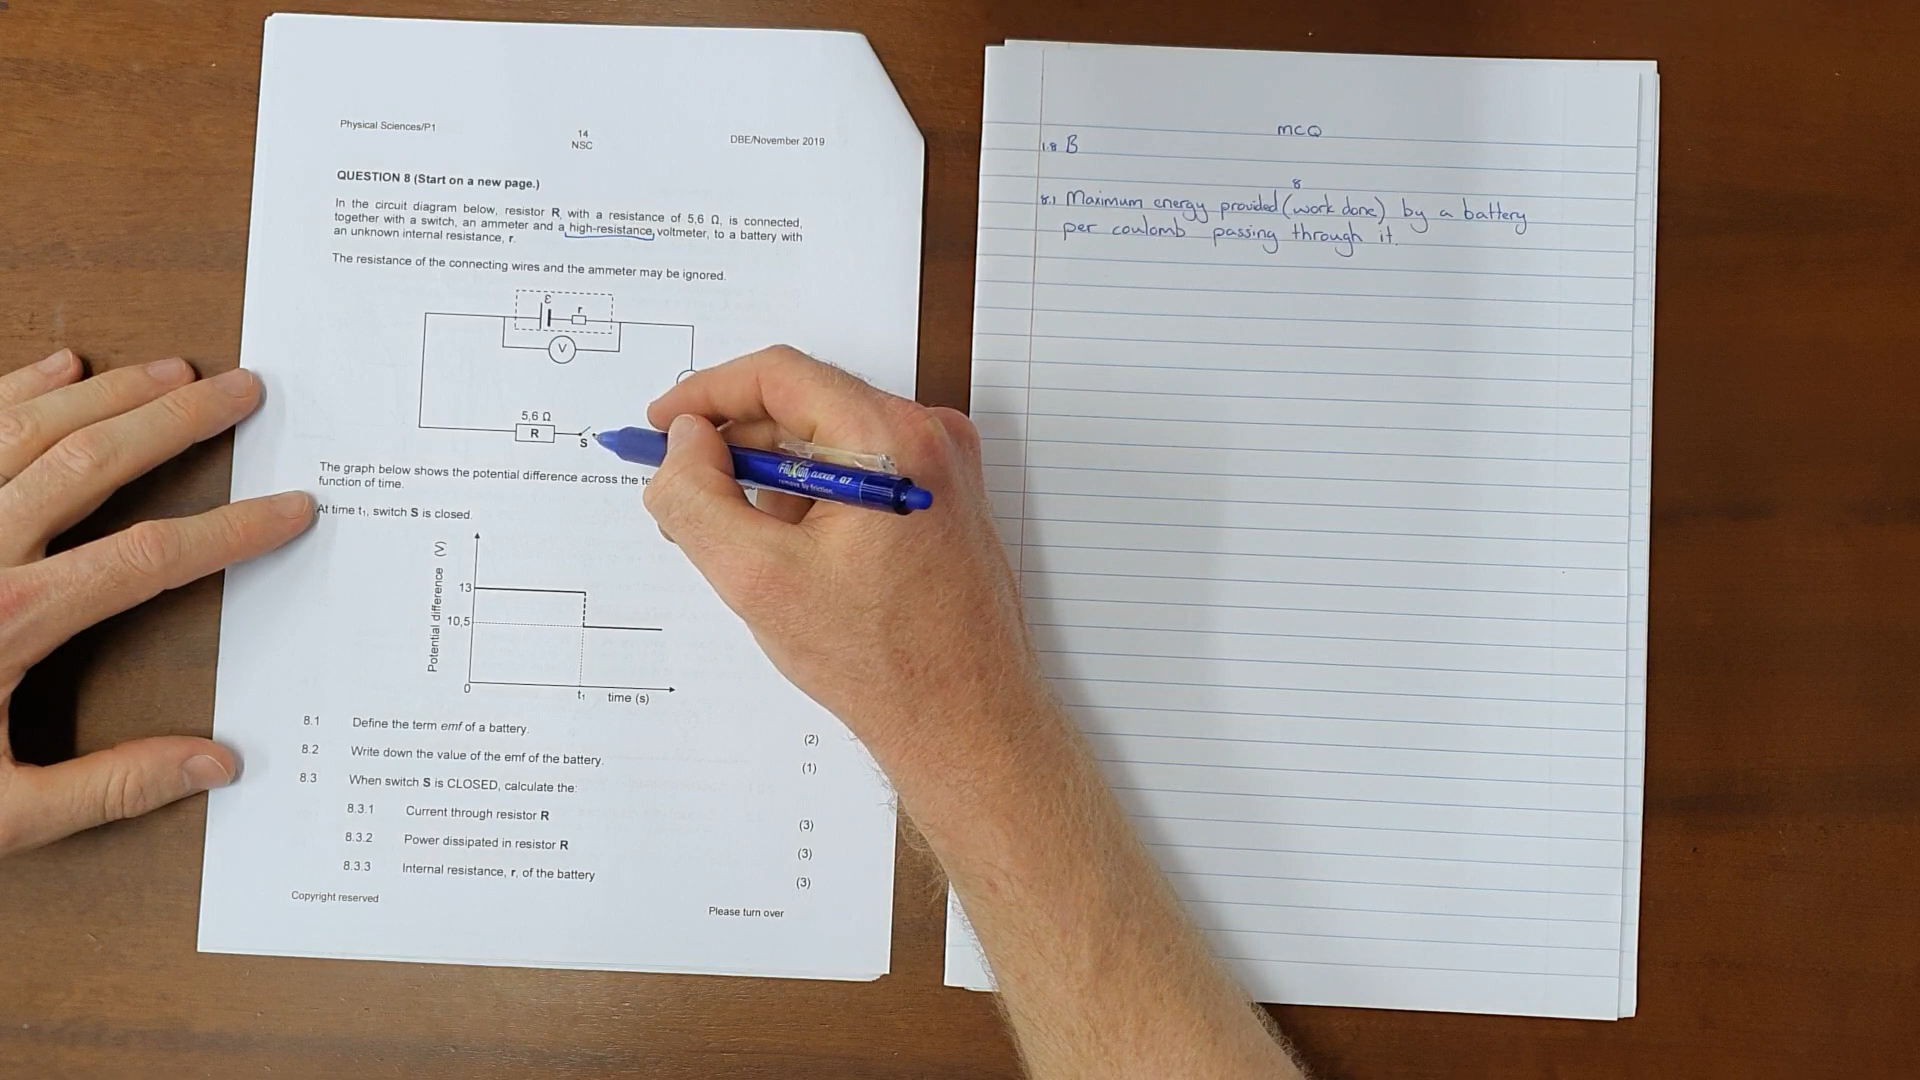 Physical Sciences/P1
14
NSC
DBE/November 2019
QUESTION 8 (Start on a new page.)
In the circuit diagram below, resistor R, with a resistance of 5,6 Ω, is connected,
together with a switch, an ammeter and a high-resistance voltmeter, to a battery with
an unknown internal resistance, r.
The resistance of the connecting wires and the ammeter may be ignored.
ε
r
V
5,6 Ω
R
S
The graph below shows the potential difference across the
function of time.
At time t₁, switch S is closed.
Potential difference (V)
13
10,5
0
t₁
time (s)
8.1 Define the term emf of a battery. (2)
8.2 Write down the value of the emf of the battery. (1)
8.3 When switch S is CLOSED, calculate the:
8.3.1 Current through resistor R (3)
8.3.2 Power dissipated in resistor R (3)
8.3.3 Internal resistance, r, of the battery (3)
Copyright reserved
Please turn over
FRIXION CLICKER 07
remove by friction
MCQ
1.8 B
8
8.1 Maximum energy provided (work done) by a battery
per coulomb passing through it.